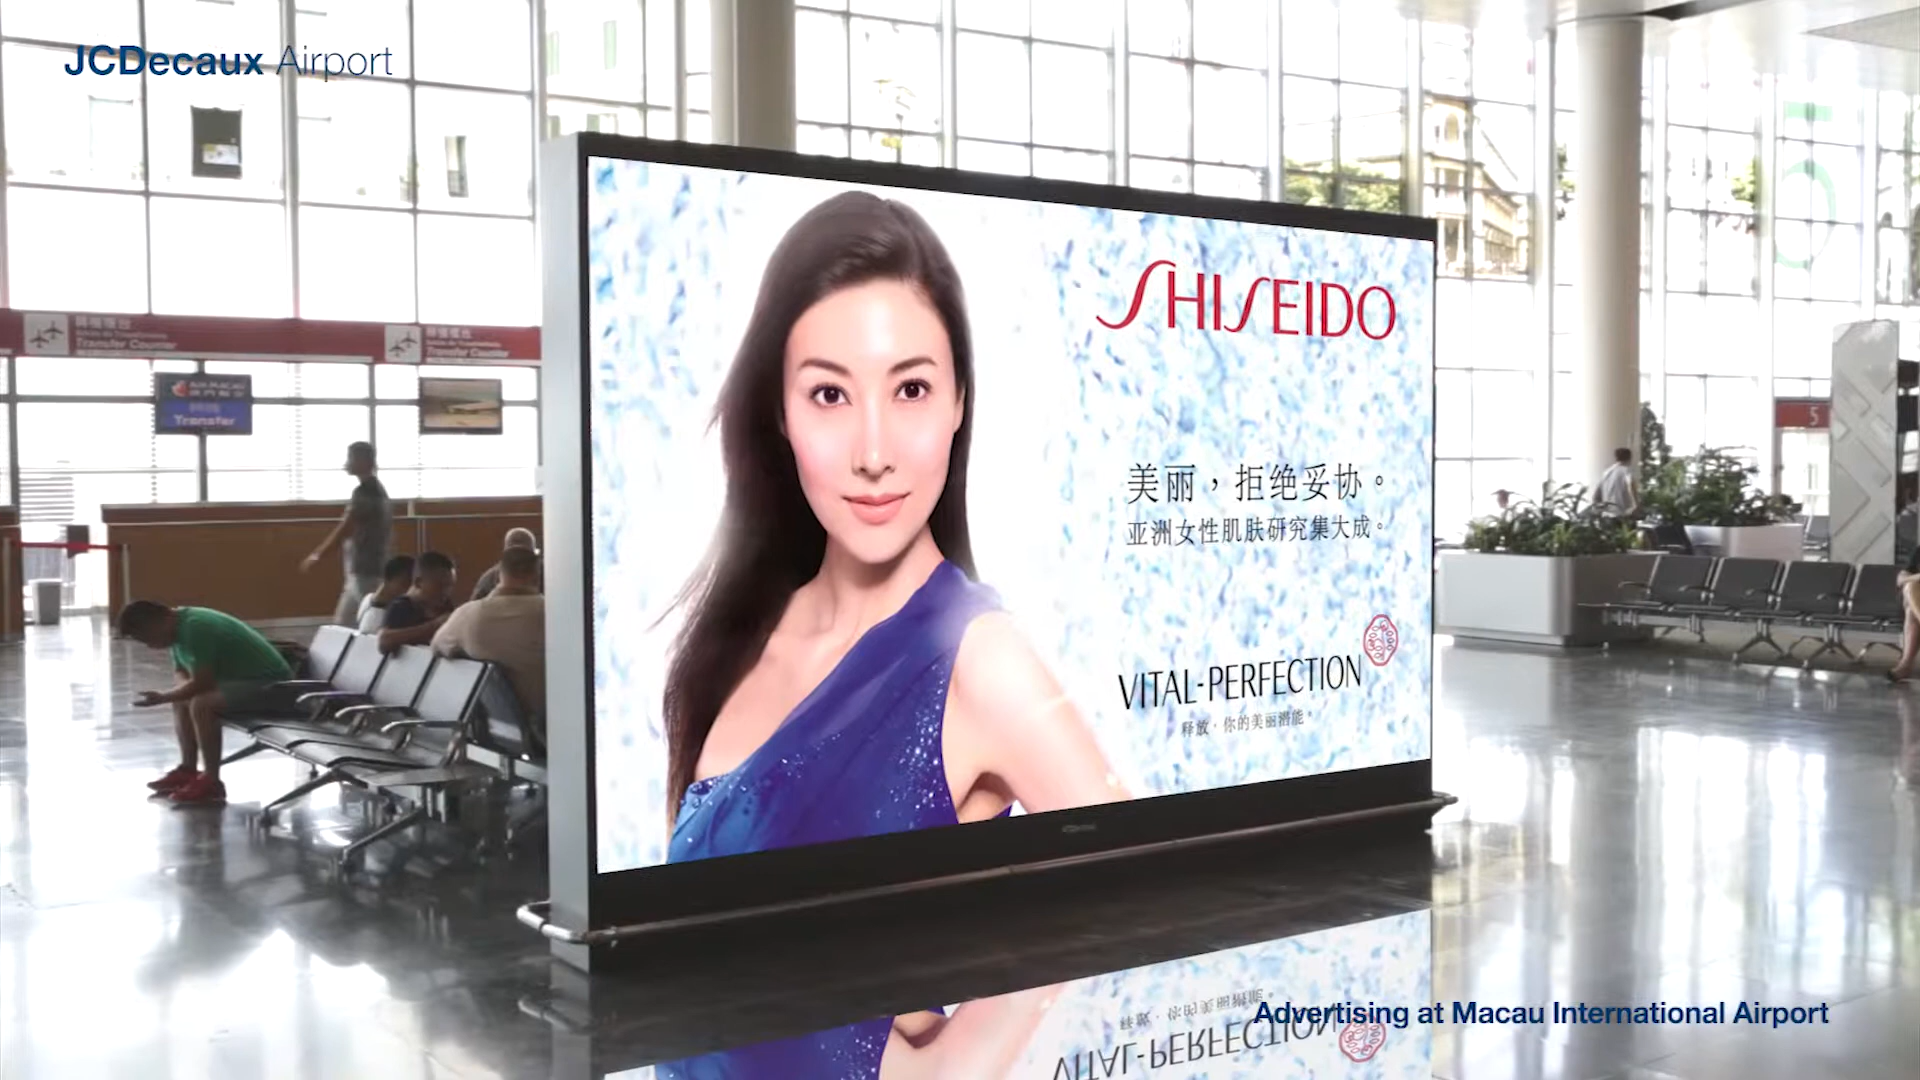 JCDecaux Airport
Transfer Counter
Transfer Counter
AIR MACAU
Transfer
SHISEIDO
美丽，拒绝妥协。
亚洲女性肌肤研究集大成。
VITAL-PERFECTION
释放·你的美丽潜能。
5
Advertising at Macau International Airport